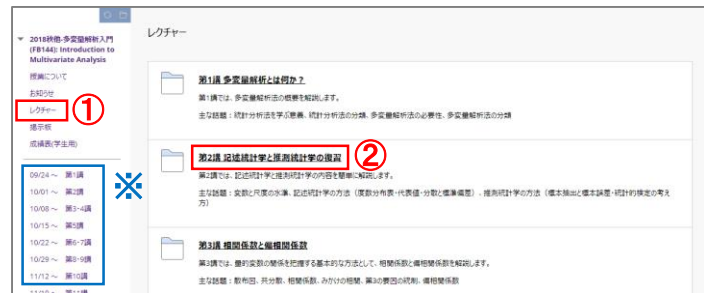 2018秋他-多変量解析入門
(FB144): Introduction to
Multivariate Analysis
授業について
お知らせ
レクチャー
①
掲示板
成績表(学生用)
09/24 ～ 第1講
10/01 ～ 第2講
※
10/08 ～ 第3-4講
10/15 ～ 第5講
10/22 ～ 第6-7講
10/29 ～ 第8-9講
11/12 ～ 第10講
レクチャー
第1講 多変量解析とは何か？
第1講では、多変量解析法の概要を解説します。
主な話題：統計分析法を学ぶ意義、統計分析法の分類、多変量解析法の必要性、多変量解析法の分類
第2講 記述統計学と推測統計学の復習
②
第2講では、記述統計学と推測統計学の内容を簡単に解説します。
主な話題：変数と尺度の水準、記述統計学の方法（度数分布表・代表値・分散と標準偏差）、推測統計学の方法（標本抽出と標本誤差・統計的検定の考え
方）
第3講 相関係数と偏相関係数
第3講では、量的変数の関係を把握する基本的な方法として、相関係数と偏相関係数を解説します。
主な話題：散布図、共分散、相関係数、みかけの相関、第3の要因の統制、偏相関係数